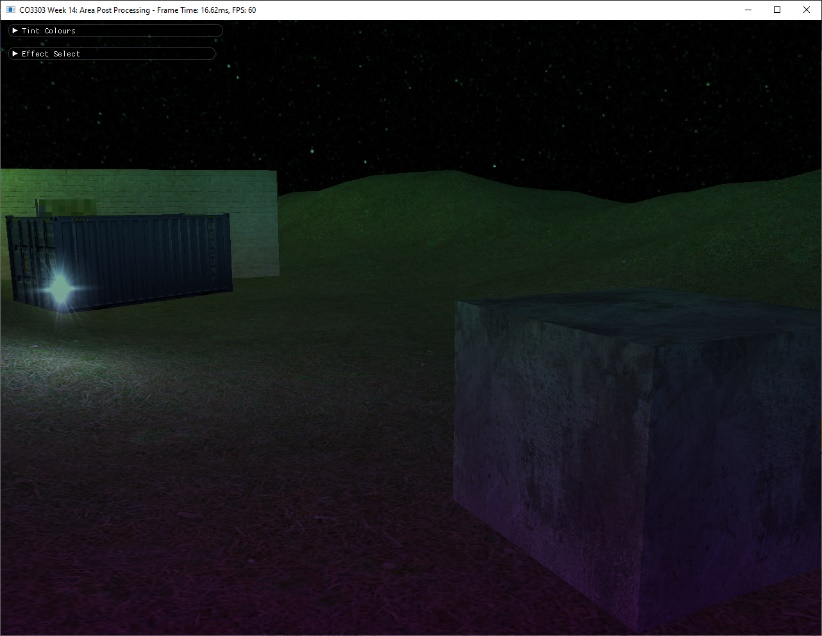 CO3303 Week 14: Area Post Processing - Frame Time: 16.62ms, FPS: 60
Tint Colours
Effect Select